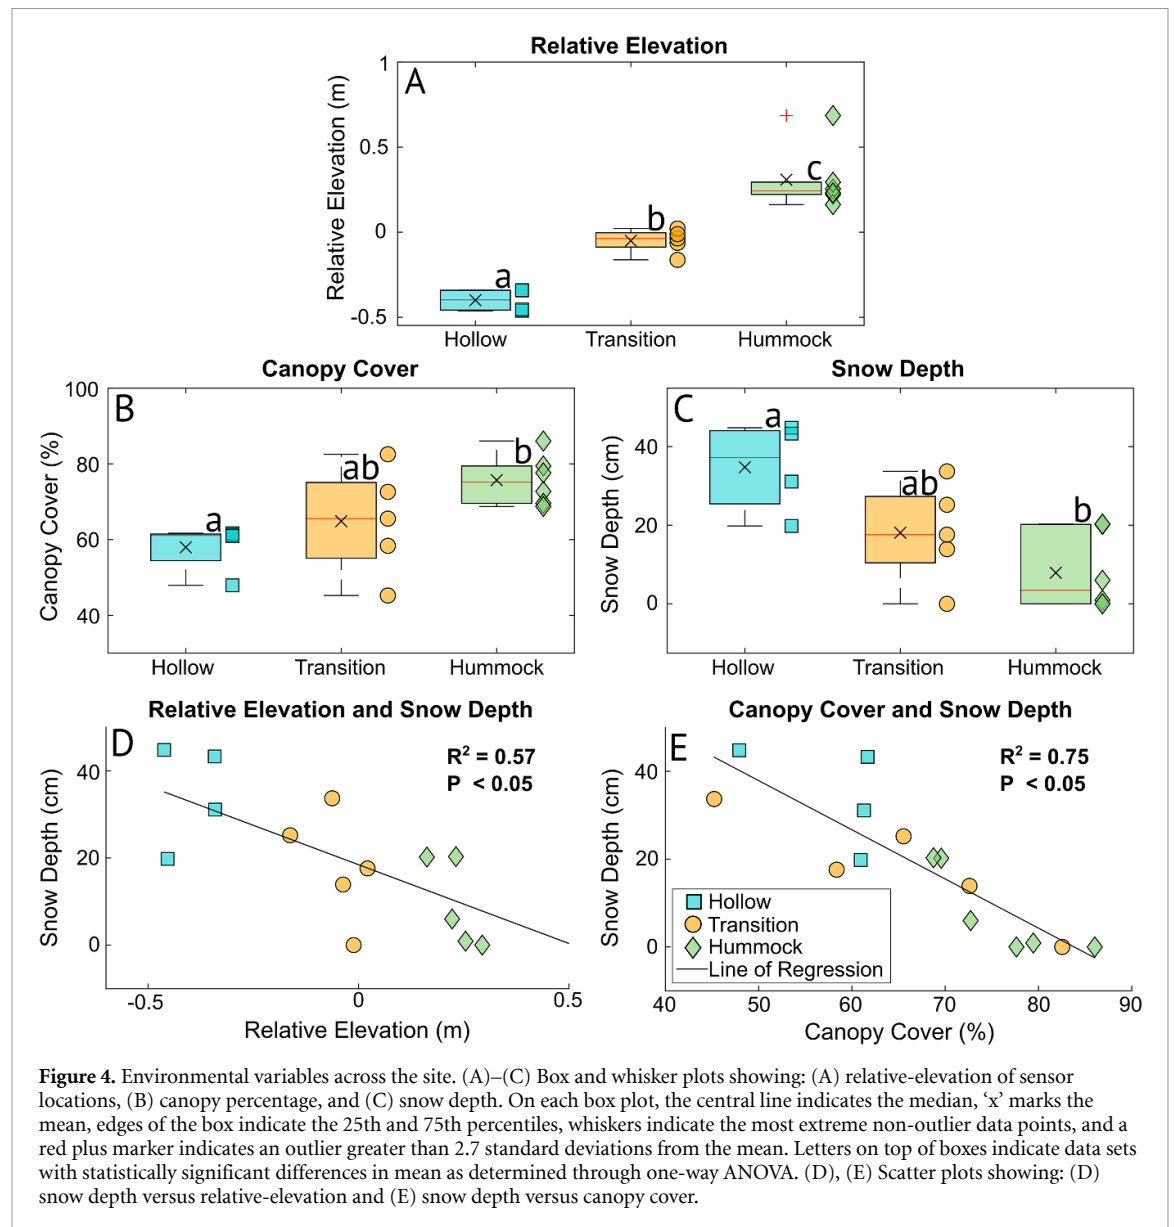 Relative Elevation
A
Relative Elevation (m)
1
0.5
0
-0.5
a
b
c
Hollow Transition Hummock
Canopy Cover
B
Canopy Cover (%)
100
80
60
40
a
ab
b
Hollow Transition Hummock
Snow Depth
C
Snow Depth (cm)
40
20
0
a
ab
b
Hollow Transition Hummock
Relative Elevation and Snow Depth
D
R² = 0.57
P < 0.05
Snow Depth (cm)
40
20
0
-0.5 0 0.5
Relative Elevation (m)
Canopy Cover and Snow Depth
E
R² = 0.75
P < 0.05
Snow Depth (cm)
40
20
0
Hollow
Transition
Hummock
Line of Regression
40 50 60 70 80 90
Canopy Cover (%)
Figure 4. Environmental variables across the site. (A)–(C) Box and whisker plots showing: (A) relative-elevation of sensor
locations, (B) canopy percentage, and (C) snow depth. On each box plot, the central line indicates the median, ‘x’ marks the
mean, edges of the box indicate the 25th and 75th percentiles, whiskers indicate the most extreme non-outlier data points, and a
red plus marker indicates an outlier greater than 2.7 standard deviations from the mean. Letters on top of boxes indicate data sets
with statistically significant differences in mean as determined through one-way ANOVA. (D), (E) Scatter plots showing: (D)
snow depth versus relative-elevation and (E) snow depth versus canopy cover.